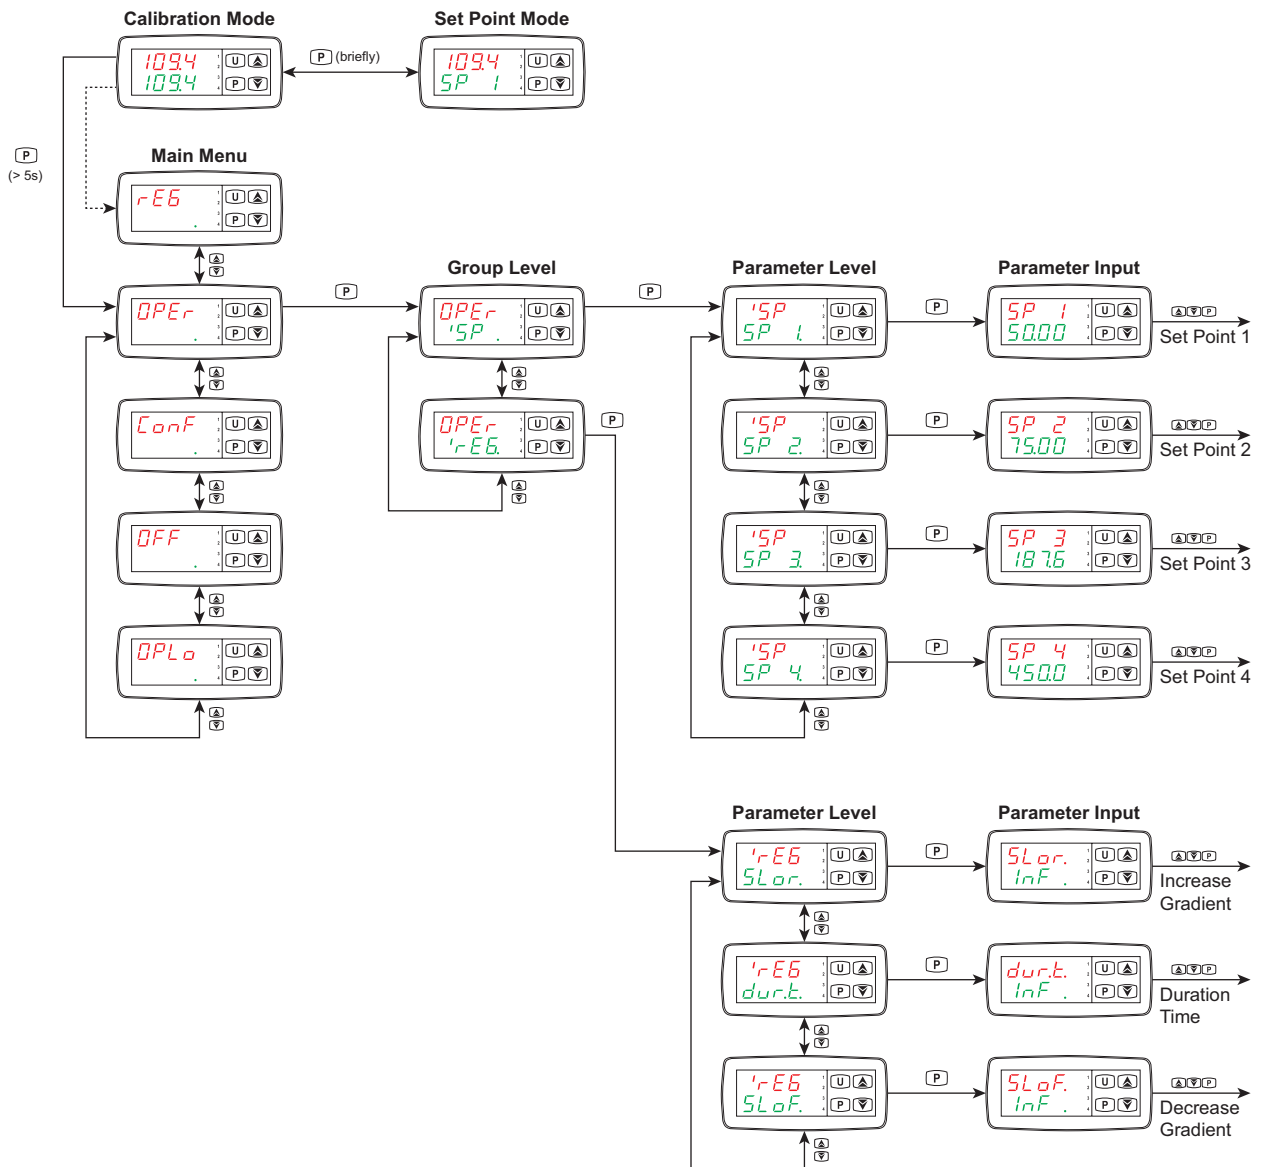 Calibration Mode
Set Point Mode
109.4
109.4
U
P
P (briefly)
109.4
SP 1
U
P
P
(> 5s)
Main Menu
rEG
.
U
P
Group Level
Parameter Level
Parameter Input
OPEr
.
U
P
P
OPEr
'SP .
U
P
P
'SP
SP 1.
U
P
P
SP 1
50.00
U
P
P
Set Point 1
ConF
.
U
P
OPEr
'rEG.
U
P
P
'SP
SP 2.
U
P
P
SP 2
75.00
U
P
P
Set Point 2
OFF
.
U
P
'SP
SP 3.
U
P
P
SP 3
187.6
U
P
P
Set Point 3
OPLo
.
U
P
'SP
SP 4.
U
P
P
SP 4
450.0
U
P
P
Set Point 4
Parameter Level
Parameter Input
'rEG
SLor.
U
P
P
SLor.
InF .
U
P
P
Increase
Gradient
'rEG
dur.t.
U
P
P
dur.t.
InF .
U
P
P
Duration
Time
'rEG
SLoF.
U
P
P
SLoF.
InF .
U
P
P
Decrease
Gradient